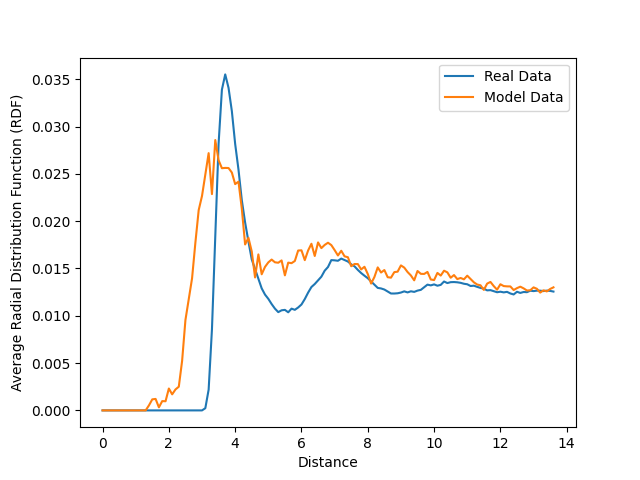 Real Data
Model Data
0.035
0.030
0.025
0.020
0.015
0.010
0.005
0.000
Average Radial Distribution Function (RDF)
0 2 4 6 8 10 12 14
Distance